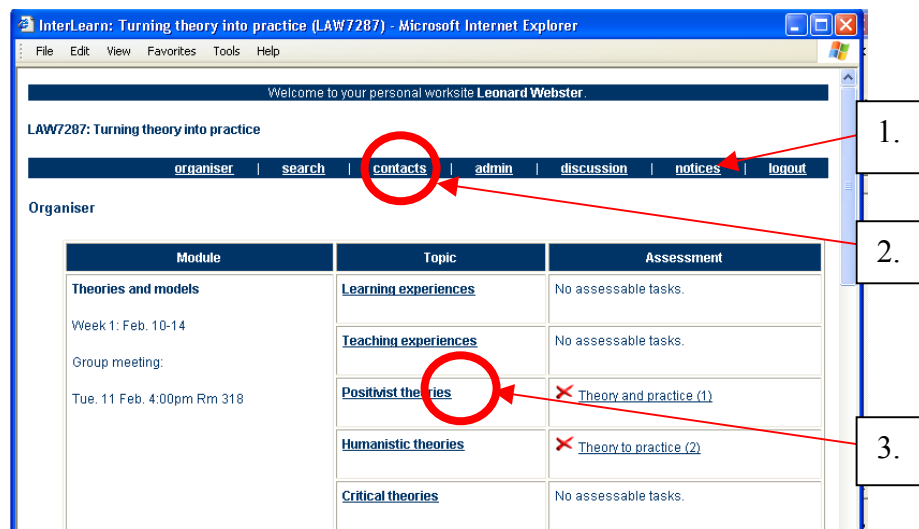 InterLearn: Turning theory into practice (LAW7287) - Microsoft Internet Explorer
File Edit View Favorites Tools Help
Welcome to your personal worksite Leonard Webster.
LAW7287: Turning theory into practice
1.
organiser | search | contacts | admin | discussion | notices | logout
Organiser
2.
Module Topic Assessment
Theories and models Learning experiences No assessable tasks.
Week 1: Feb. 10-14
Teaching experiences No assessable tasks.
Group meeting:
Tue. 11 Feb. 4:00pm Rm 318 Positivist theories Theory and practice (1)
3.
Humanistic theories Theory to practice (2)
Critical theories No assessable tasks.